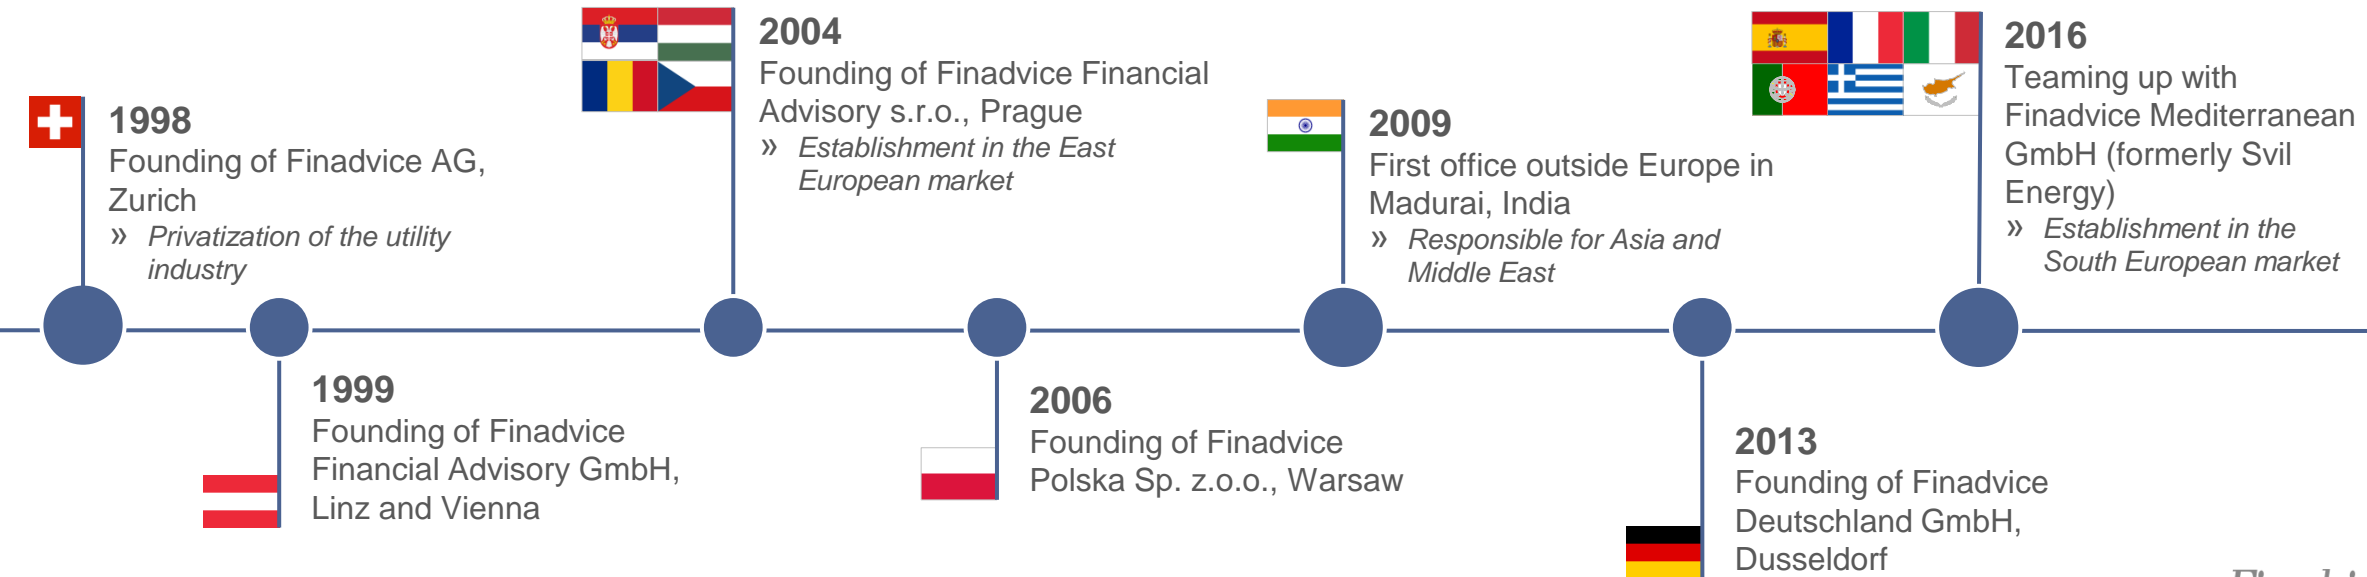 1998
Founding of Finadvice AG,
Zurich
» Privatization of the utility
industry
1999
Founding of Finadvice
Financial Advisory GmbH,
Linz and Vienna
2004
Founding of Finadvice Financial
Advisory s.r.o., Prague
» Establishment in the East
European market
2006
Founding of Finadvice
Polska Sp. z.o.o., Warsaw
2009
First office outside Europe in
Madurai, India
» Responsible for Asia and
Middle East
2013
Founding of Finadvice
Deutschland GmbH,
Dusseldorf
2016
Teaming up with
Finadvice Mediterranean
GmbH (formerly Svil
Energy)
» Establishment in the
South European market